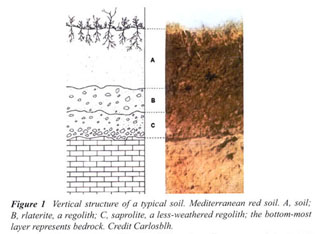 A
B
C
Figure 1 Vertical structure of a typical soil. Mediterranean red soil. A, soil;
B, rlaterite, a regolith; C, saprolite, a less-weathered regolith; the bottom-most
layer represents bedrock. Credit Carlosblh.